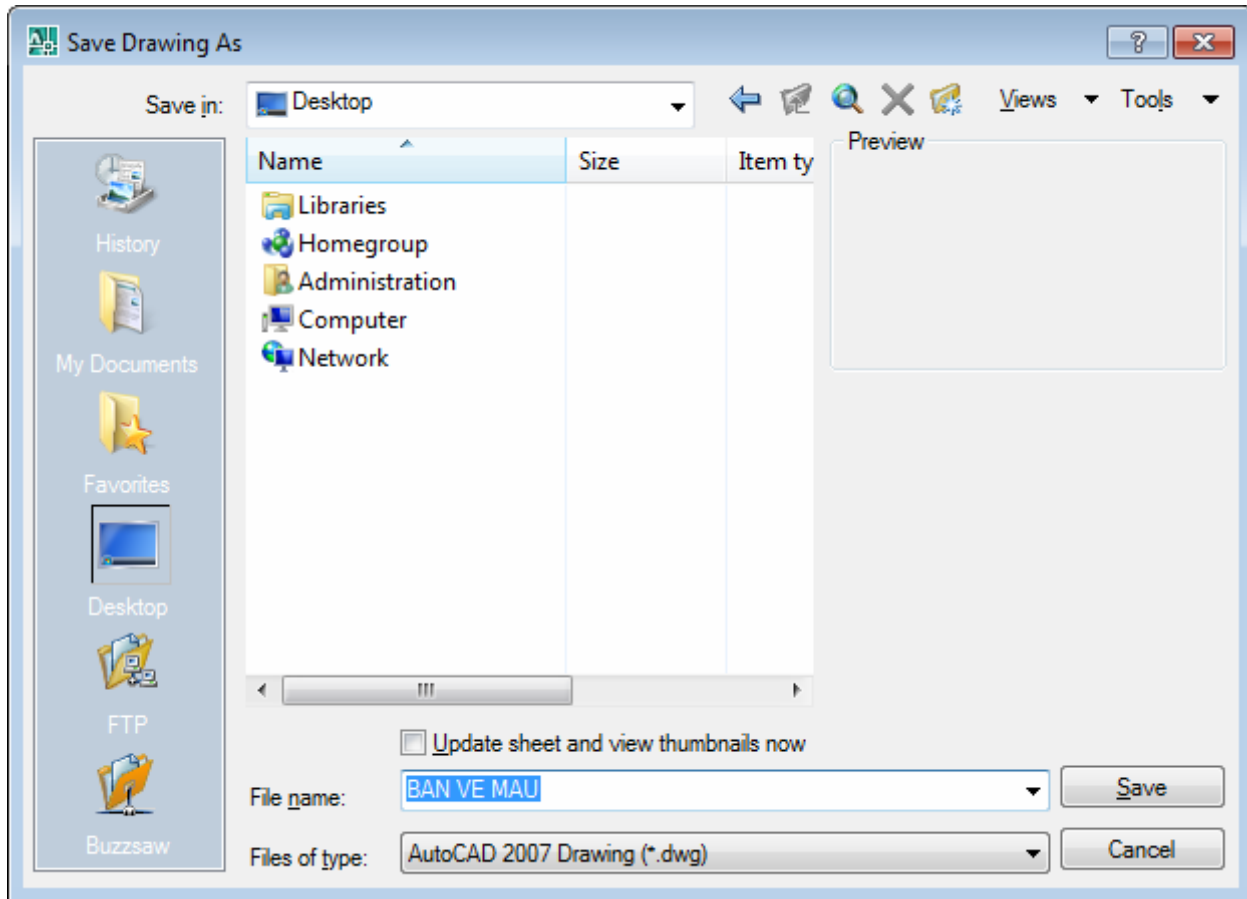 Save Drawing As
Save in: Desktop Views Tools
Name Size Item ty Preview
Libraries
Homegroup
Administration
Computer
Network
History
My Documents
Favorites
Desktop
FTP
Buzzsaw
Update sheet and view thumbnails now
File name: BAN VE MAU Save
Files of type: AutoCAD 2007 Drawing (*.dwg) Cancel